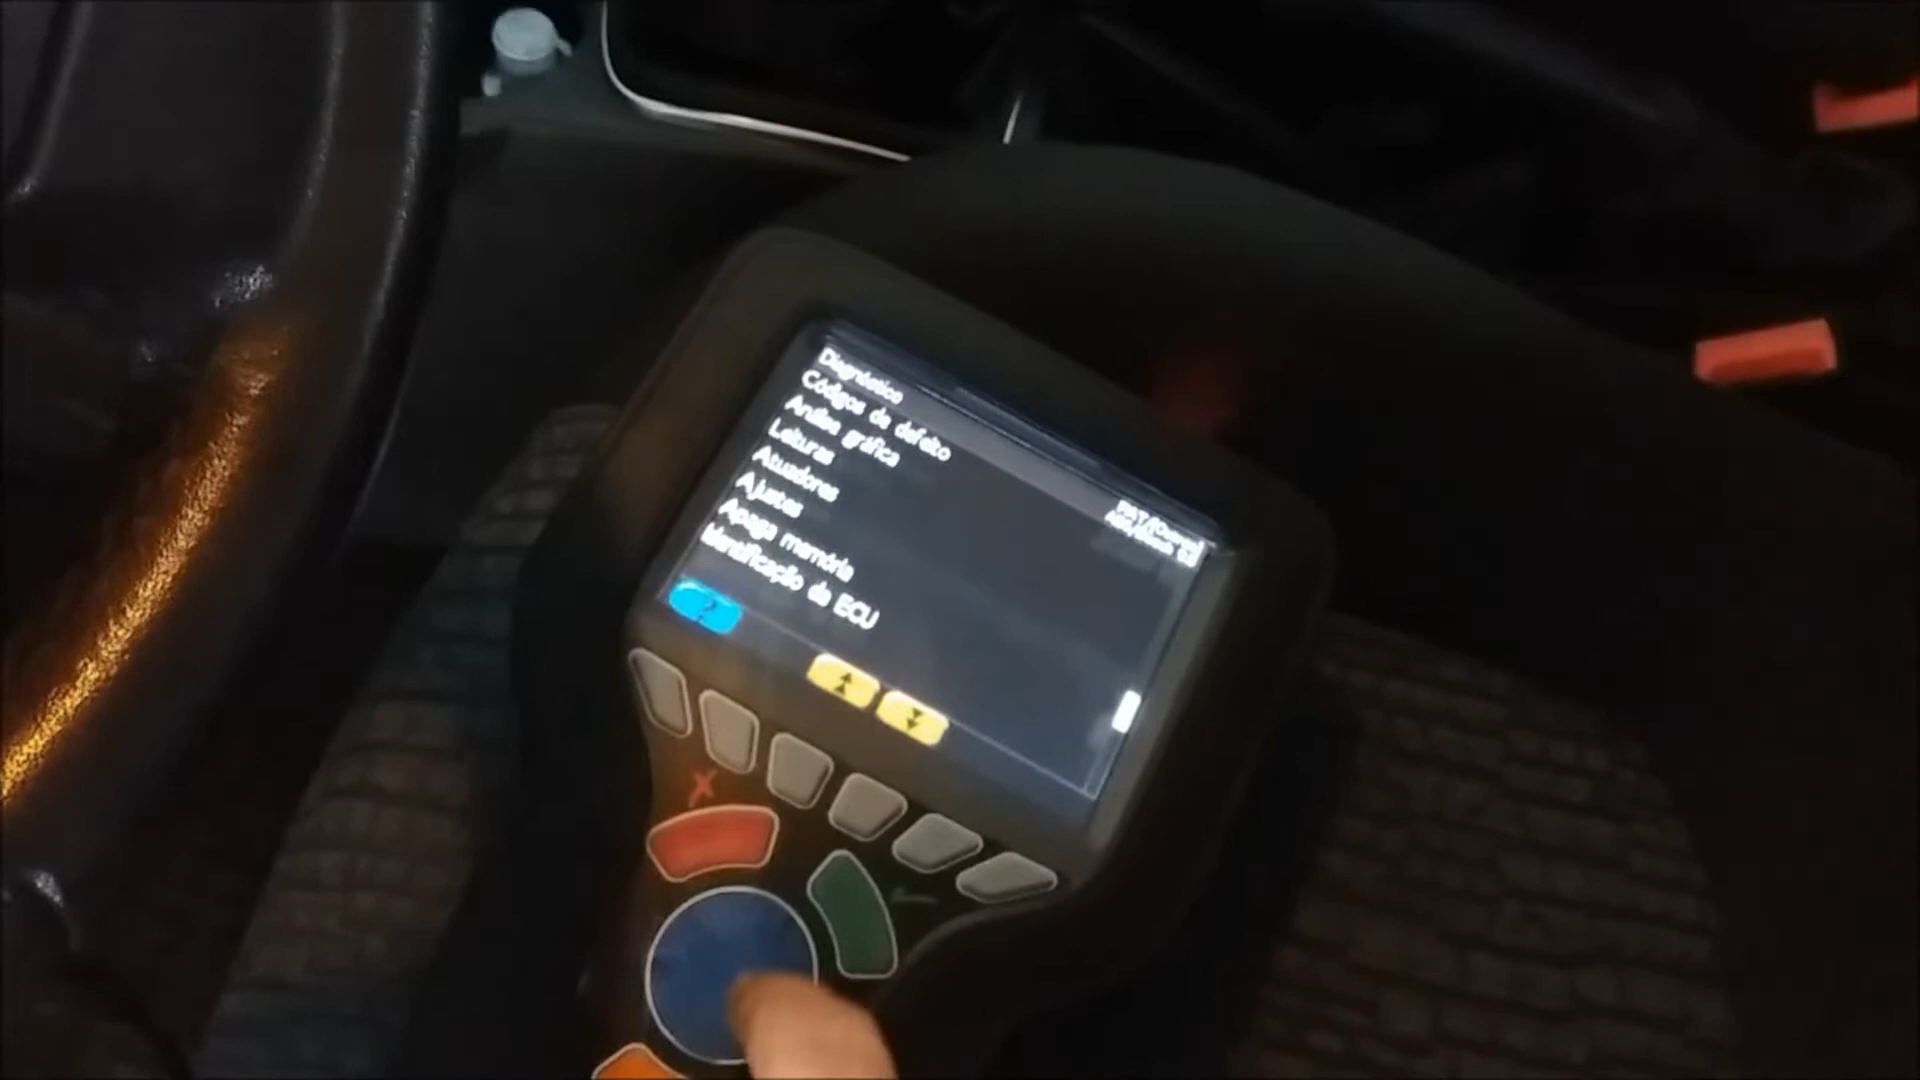 Diagnóstico
Códigos de defeito
Análise gráfica
Leituras
Atuadores
Ajustes
Apaga memória
Identificação da ECU
?